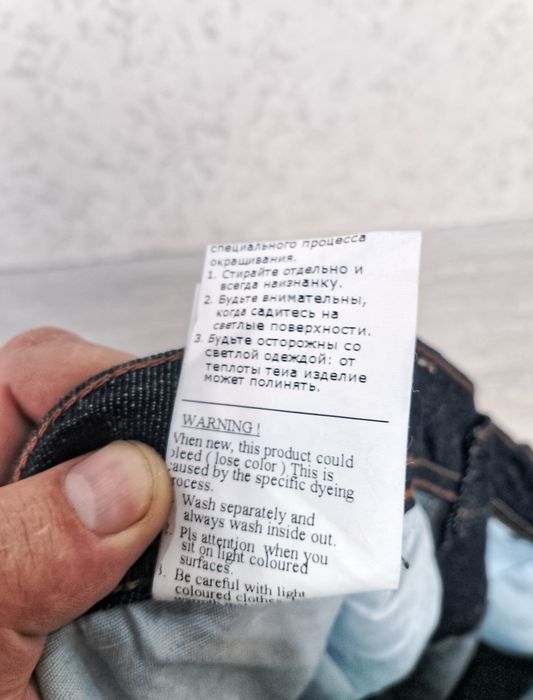 специального процесса
окрашивания.
1. Стирайте отдельно и
всегда наизнанку.
2. Будьте внимательны,
когда садитесь на
светлые поверхности.
3. Будьте осторожны со
светлой одеждой: от
теплоты теиа изделие
может полинять.
WARNING !
When new, this product could
bleed ( lose color ) This is
caused by the specific dyeing
rocess.
Wash separately and
always wash inside out.
Pls attention when you
sit on light coloured
surfaces.
3. Be careful with light
coloured clothes